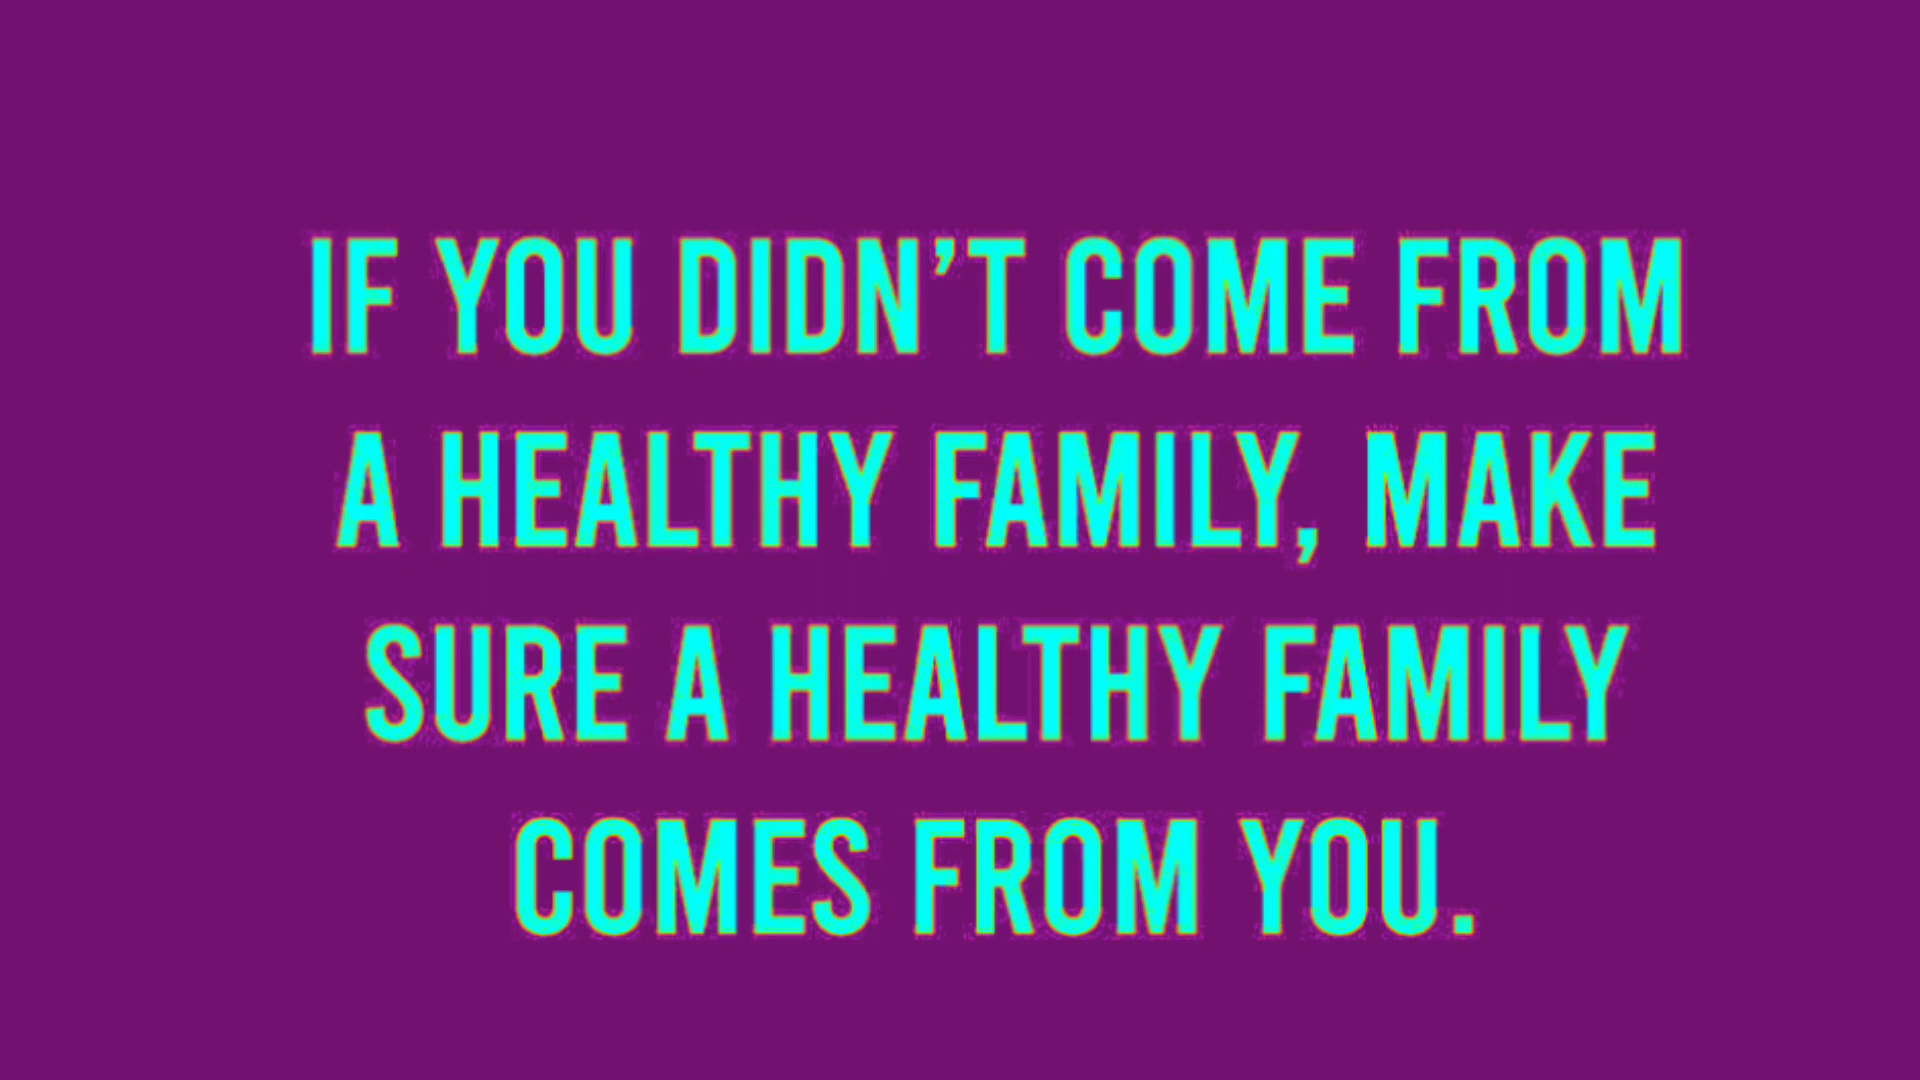 IF YOU DIDN’T COME FROM
A HEALTHY FAMILY, MAKE
SURE A HEALTHY FAMILY
COMES FROM YOU.